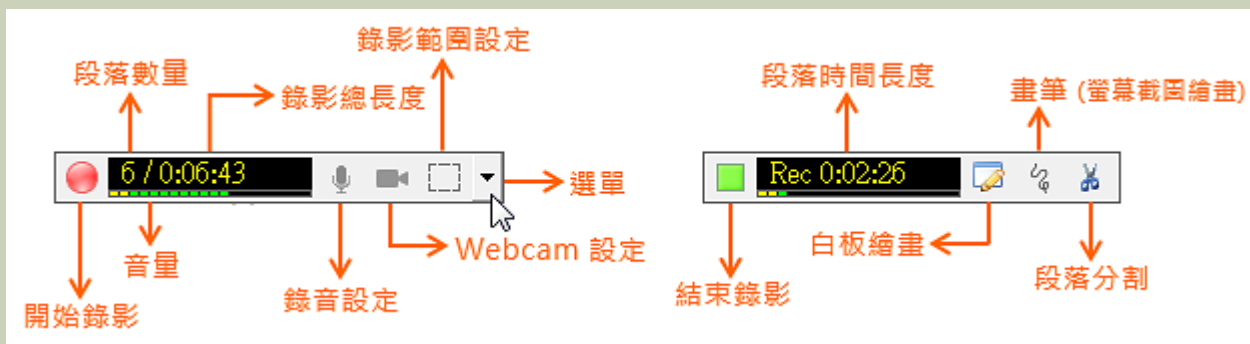 錄影範圍設定
段落數量
錄影總長度
6 / 0:06:43
選單
音量
Webcam 設定
錄音設定
開始錄影
段落時間長度
畫筆 (螢幕截圖繪畫)
Rec 0:02:26
白板繪畫
結束錄影
段落分割